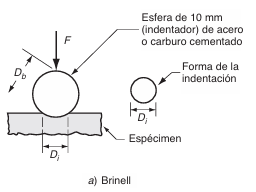 Esfera de 10 mm
(indentador) de acero
o carburo cementado
F
D_b
Forma de la
indentación
D_i
Espécimen
D_i
a) Brinell